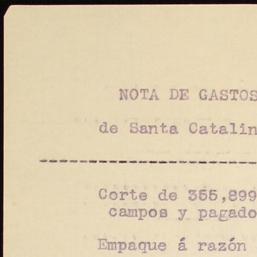 NOTA DE GASTOS
de Santa Catalin
Corte de 355,899
campos y pagado
Empaque á razón